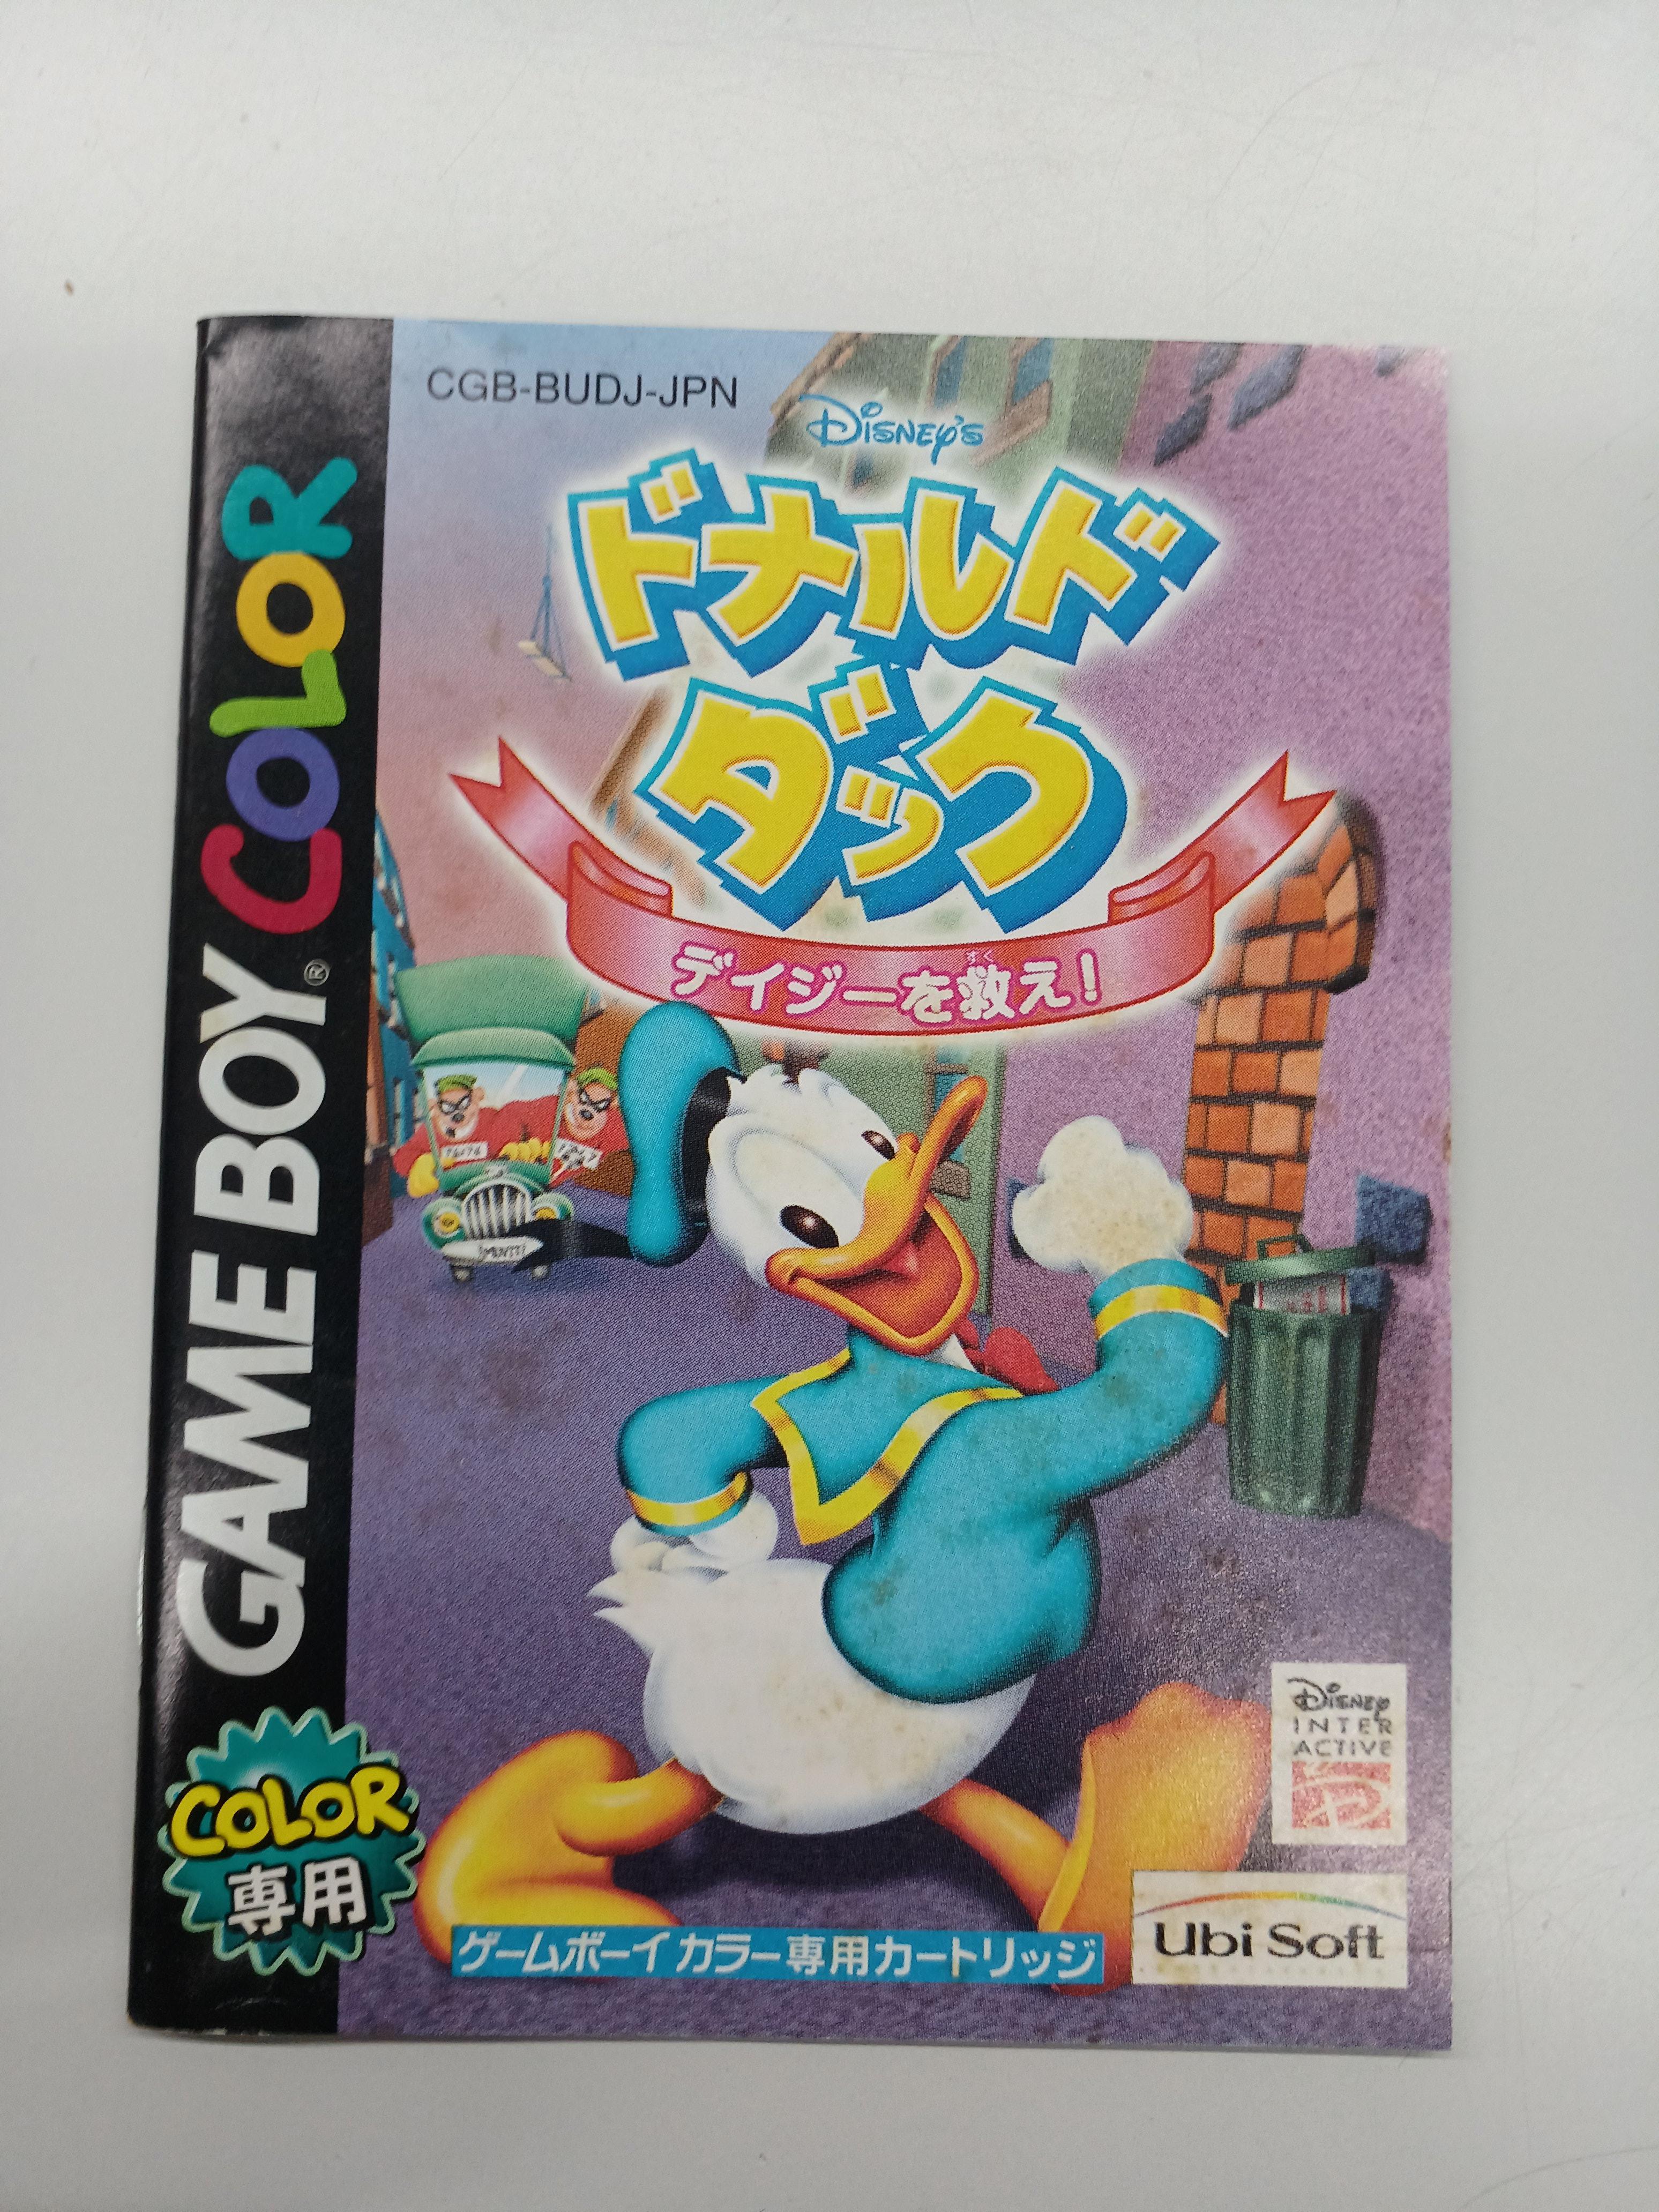 CGB-BUDJ-JPN
DISNEY'S
ドナルド
ダック
すく
デイジーを救え!
GAME BOY® COLOR
COLOR
専用
DISNEY
INTER
ACTIVE
Ubi Soft
ゲームボーイ カラー専用カートリッジ